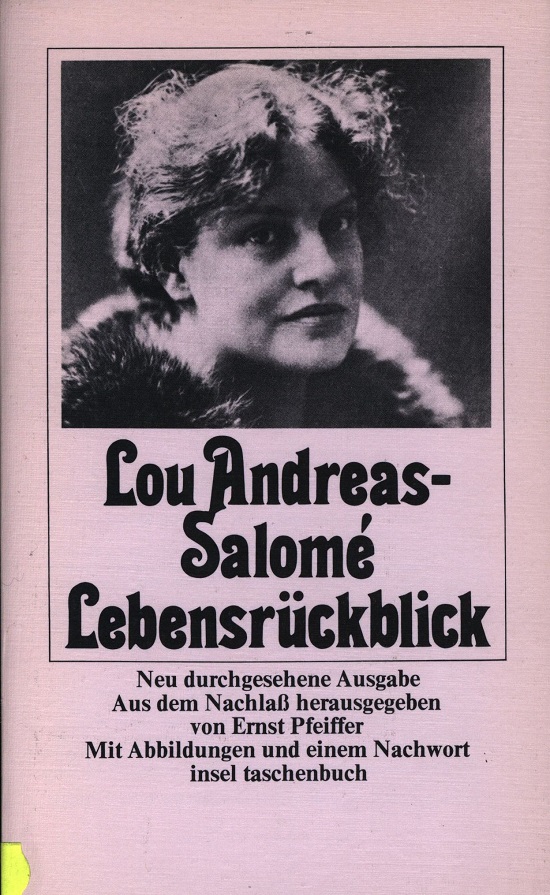 Lou Andreas-
Salomé
Lebensrückblick
Neu durchgesehene Ausgabe
Aus dem Nachlaß herausgegeben
von Ernst Pfeiffer
Mit Abbildungen und einem Nachwort
insel taschenbuch